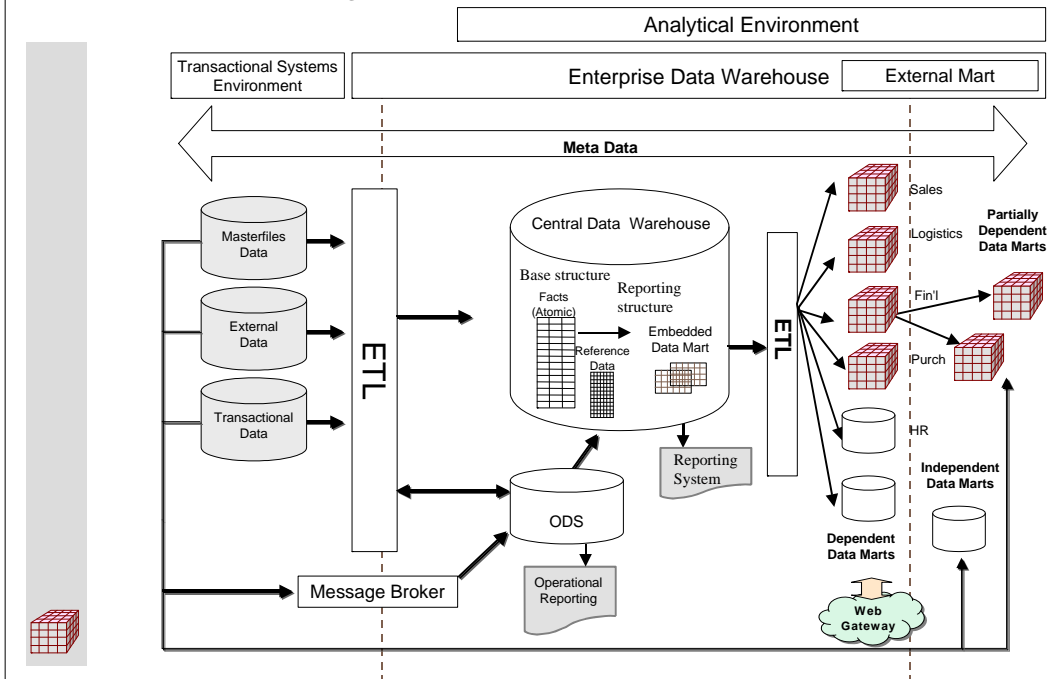 Analytical Environment
Transactional Systems
Environment
Enterprise Data Warehouse
External Mart
Meta Data
Masterfiles
Data
External
Data
Transactional
Data
ETL
Central Data Warehouse
Base structure
Facts
(Atomic)
Reporting
structure
Reference
Data
Embedded
Data Mart
ETL
Sales
Logistics
Fin'l
Purch
HR
Partially
Dependent
Data Marts
Reporting
System
ODS
Operational
Reporting
Message Broker
Dependent
Data Marts
Independent
Data Marts
Web
Gateway